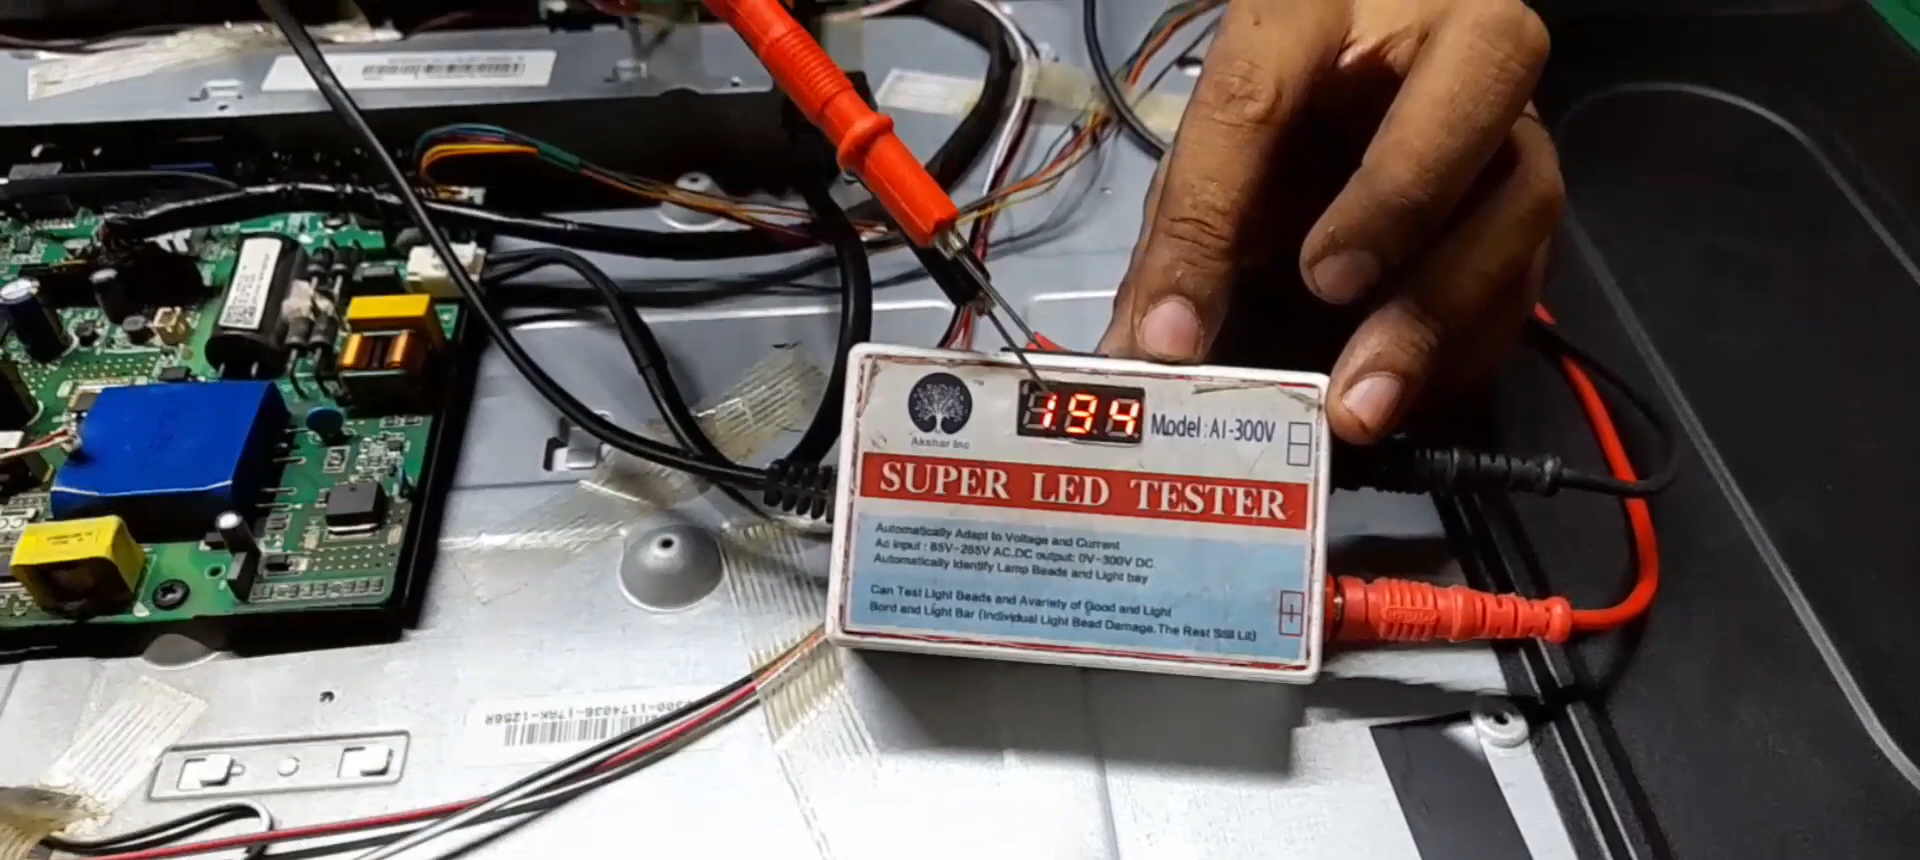 194
Model:AI-300V
TM
Akshar Inc
SUPER LED TESTER
Automatically Adapt to Voltage and Current
Ac input : 85V~265V AC.DC output: 0V~300V DC.
Automatically Identify Lamp Beads and Light bay
Can Test Light Beads and Avariety of Good and Light
Bord and Light Bar (Individual Light Bead Damage.The Rest Still Lit)